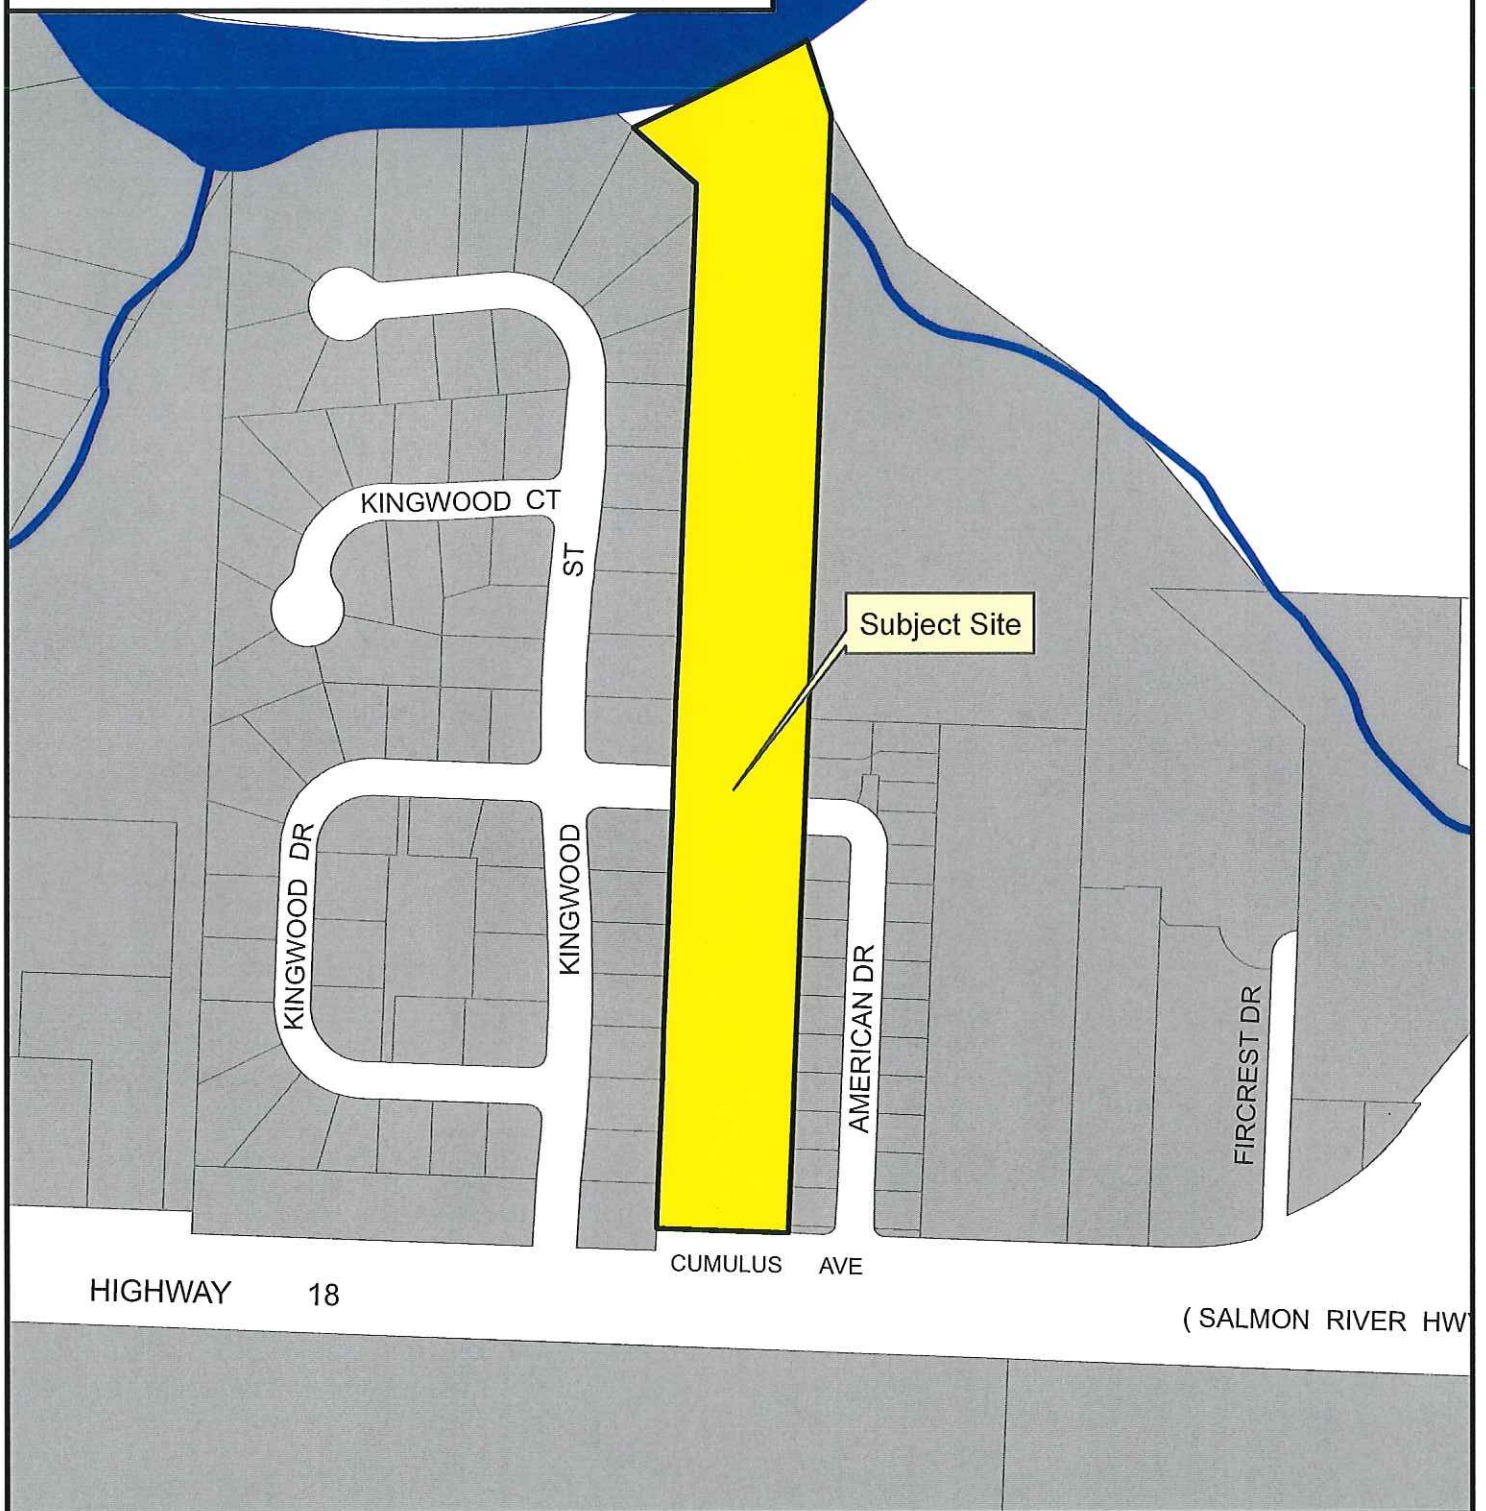 KINGWOOD CT
ST
Subject Site
KINGWOOD DR
KINGWOOD
AMERICAN DR
FIRCREST DR
CUMULUS AVE
HIGHWAY 18
( SALMON RIVER HW